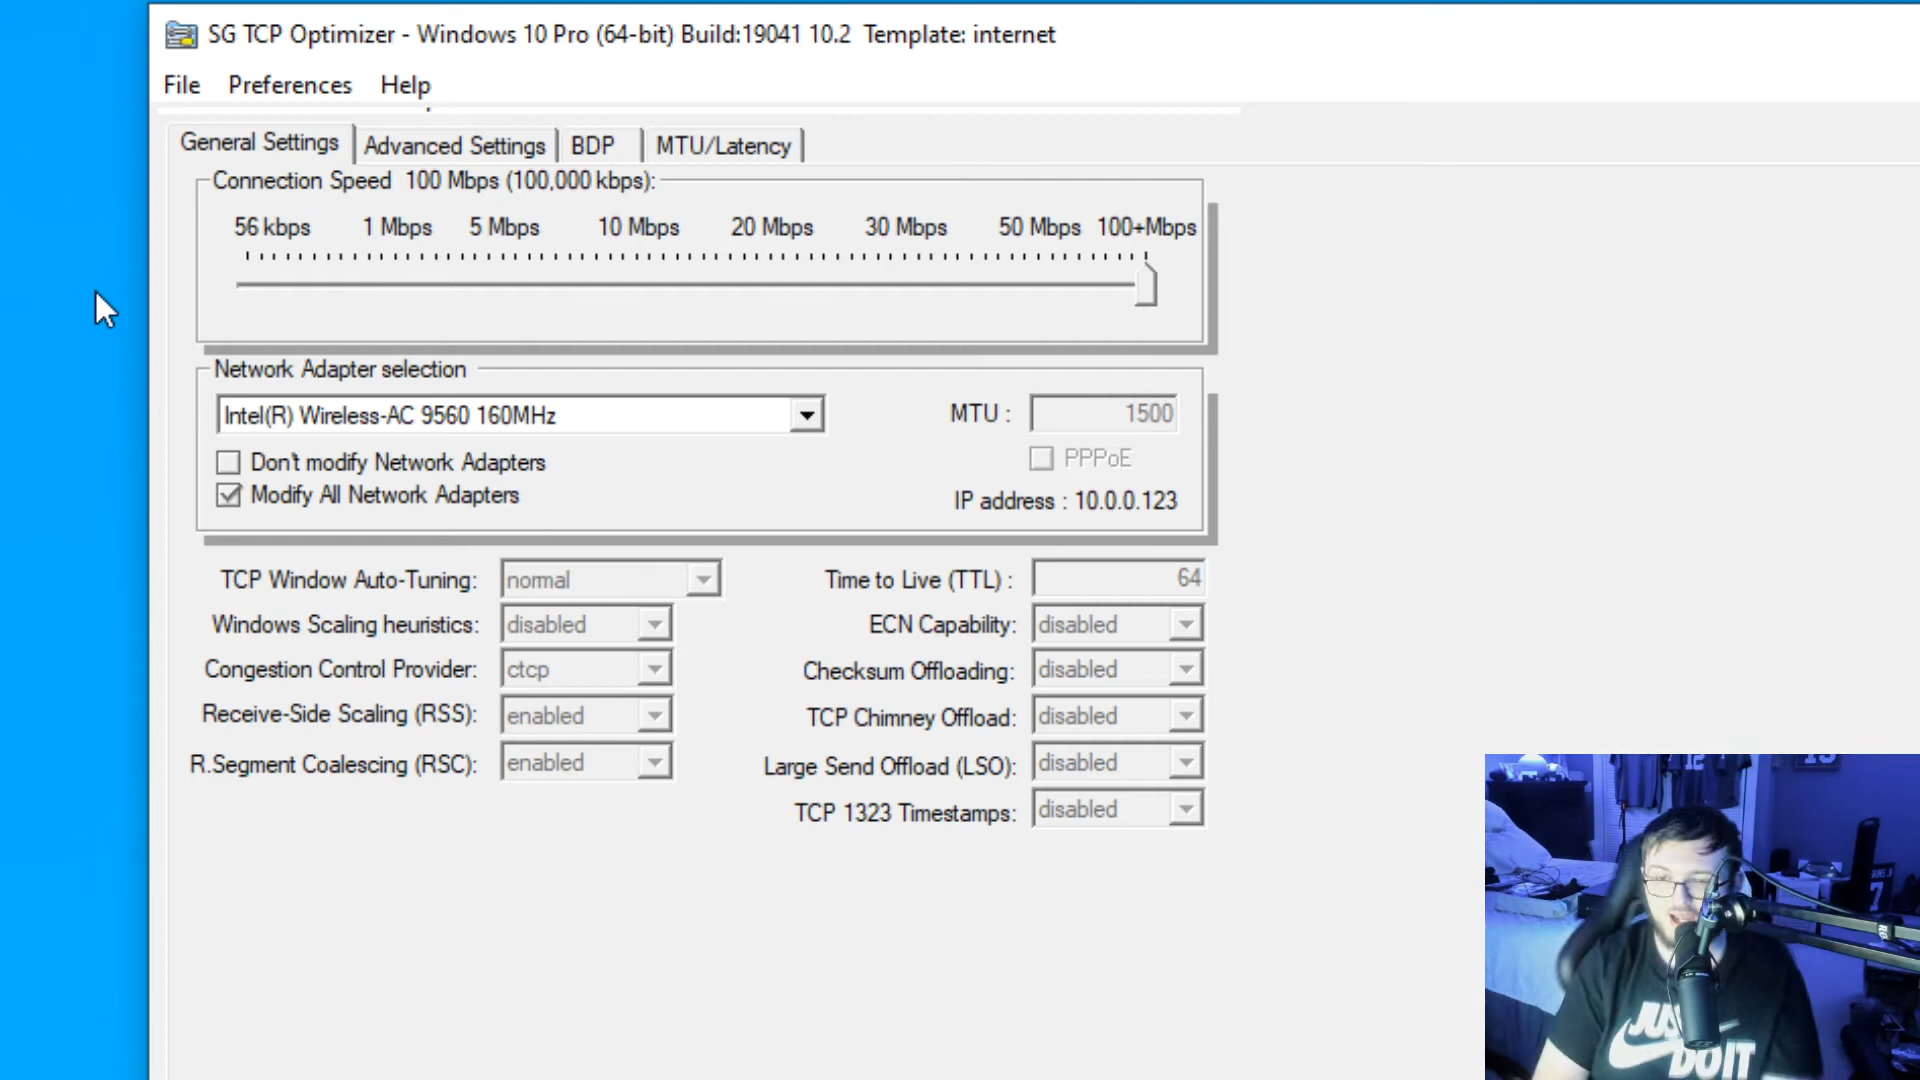 SG TCP Optimizer - Windows 10 Pro (64-bit) Build:19041 10.2  Template: internet
File Preferences Help
General Settings Advanced Settings BDP MTU/Latency
Connection Speed 100 Mbps (100,000 kbps):
56 kbps 1 Mbps 5 Mbps 10 Mbps 20 Mbps 30 Mbps 50 Mbps 100+Mbps
Network Adapter selection
Intel(R) Wireless-AC 9560 160MHz MTU : 1500
Don't modify Network Adapters PPPoE
Modify All Network Adapters IP address : 10.0.0.123
TCP Window Auto-Tuning: normal Time to Live (TTL) : 64
Windows Scaling heuristics: disabled ECN Capability: disabled
Congestion Control Provider: ctcp Checksum Offloading: disabled
Receive-Side Scaling (RSS): enabled TCP Chimney Offload: disabled
R.Segment Coalescing (RSC): enabled Large Send Offload (LSO): disabled
TCP 1323 Timestamps: disabled
12
7
JUS
DO IT